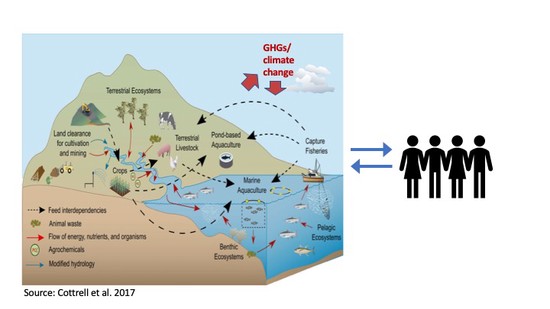 GHGs/
climate
change
Terrestrial Ecosystems
Land clearance
for cultivation
and mining
Terrestrial
Livestock
Pond-based
Aquaculture
Capture
Fisheries
Crops
Marine
Aquaculture
Feed interdependencies
Animal waste
Flow of energy, nutrients, and organisms
Agrochemicals
Modified hydrology
Pelagic
Ecosystems
Benthic
Ecosystems
Source: Cottrell et al. 2017